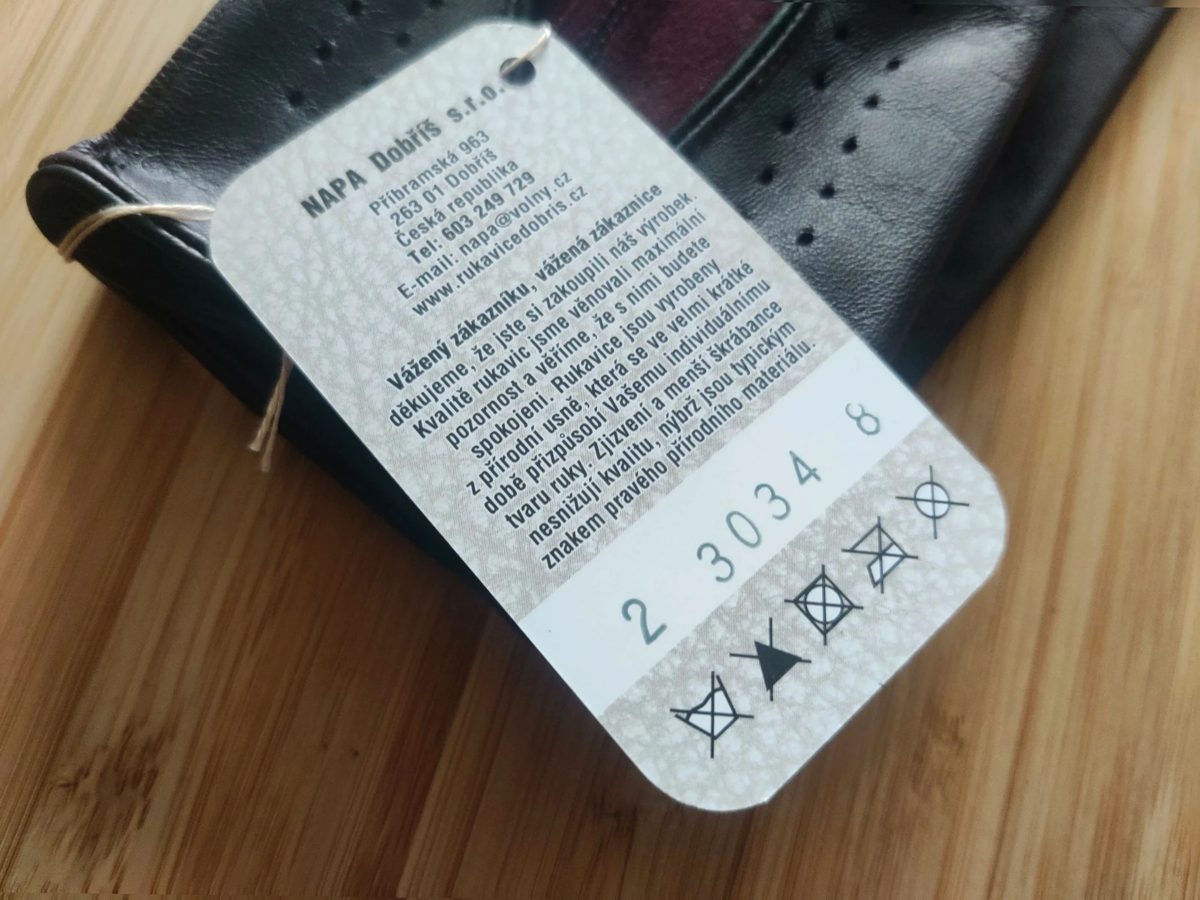 NAPA Dobříš s.r.o.
Příbramská 963
263 01 Dobříš
Česká republika
Tel: 603 249 729
E-mail: napa@volny.cz
www.rukavicedobris.cz
Vážený zákazníku, vážená zákaznice
děkujeme, že jste si zakoupili náš výrobek.
Kvalitě rukavic jsme věnovali maximální
pozornost a věříme, že s nimi budete
spokojeni. Rukavice jsou vyrobeny
z přírodní usně, která se ve velmi krátké
době přizpůsobí Vašemu individuálnímu
tvaru ruky. Zjizvení a menší škrábance
nesnižují kvalitu, nýbrž jsou typickým
znakem pravého přírodního materiálu.
2 3034 8